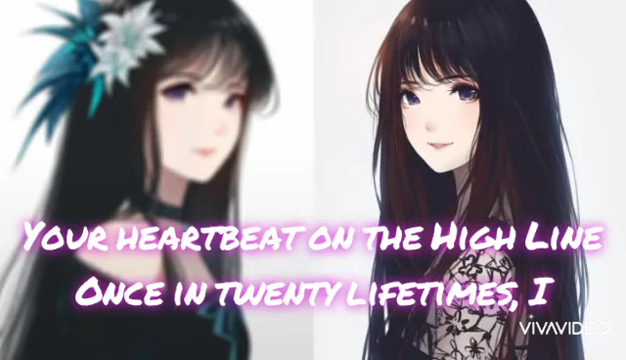 Your heartbeat on the High Line
Once in twenty lifetimes, I
VIVAVIDEO